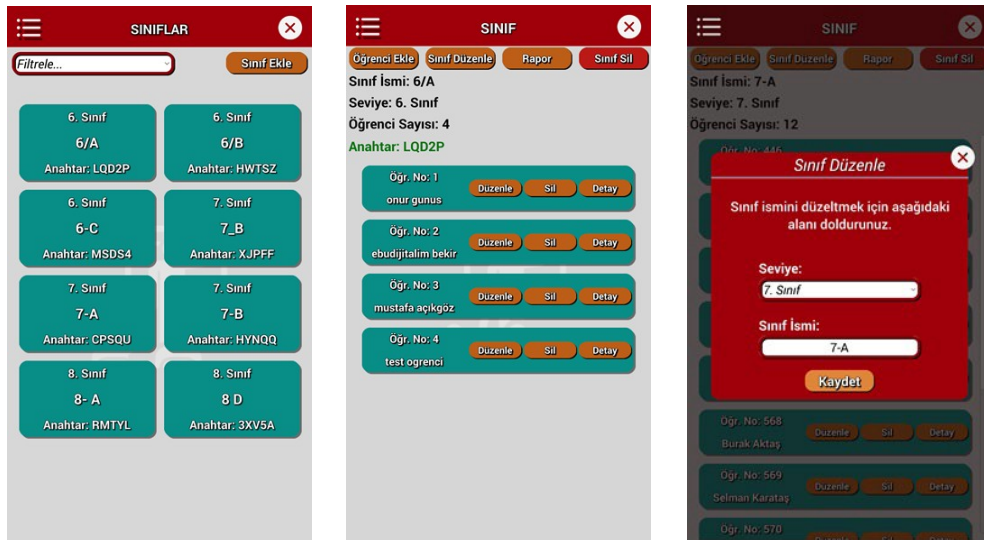 SINIFLAR
Filtrele...
Sınıf Ekle
6. Sınıf
6/A
Anahtar: LQD2P
6. Sınıf
6/B
Anahtar: HWTSZ
6. Sınıf
6-C
Anahtar: MSDS4
7. Sınıf
7_B
Anahtar: XJPFF
7. Sınıf
7-A
Anahtar: CPSQU
7. Sınıf
7-B
Anahtar: HYNQQ
8. Sınıf
8- A
Anahtar: RMTYL
8. Sınıf
8 D
Anahtar: 3XV5A
SINIF
Öğrenci Ekle Sınıf Düzenle Rapor Sınıf Sil
Sınıf İsmi: 6/A
Seviye: 6. Sınıf
Öğrenci Sayısı: 4
Anahtar: LQD2P
Öğr. No: 1
onur gunus
Düzenle Sil Detay
Öğr. No: 2
ebudijitalim bekir
Düzenle Sil Detay
Öğr. No: 3
mustafa açıkgöz
Düzenle Sil Detay
Öğr. No: 4
test ogrenci
Düzenle Sil Detay
SINIF
Öğrenci Ekle Sınıf Düzenle Rapor Sınıf Sil
Sınıf İsmi: 7-A
Seviye: 7. Sınıf
Öğrenci Sayısı: 12
Öğr. No: 446
Sınıf Düzenle
Sınıf ismini düzeltmek için aşağıdaki
alanı doldurunuz.
Seviye:
7. Sınıf
Sınıf İsmi:
7-A
Kaydet
Öğr. No: 568
Burak Aktaş
Düzenle Sil Detay
Öğr. No: 569
Selman Karataş
Düzenle Sil Detay
Öğr. No: 570